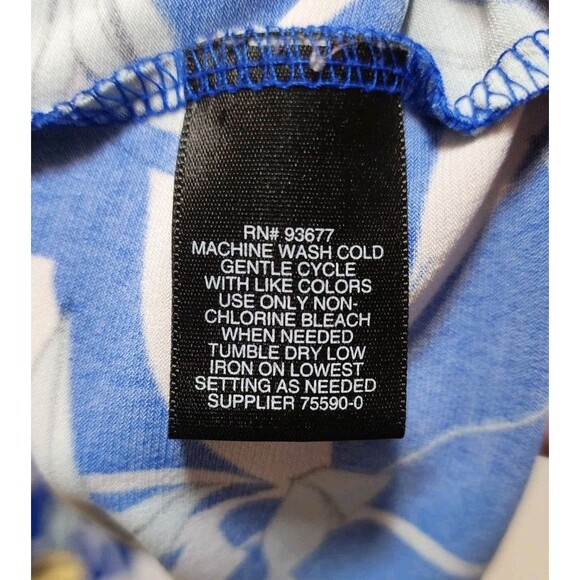 RN# 93677
MACHINE WASH COLD
GENTLE CYCLE
WITH LIKE COLORS
USE ONLY NON-
CHLORINE BLEACH
WHEN NEEDED
TUMBLE DRY LOW
IRON ON LOWEST
SETTING AS NEEDED
SUPPLIER 75590-0